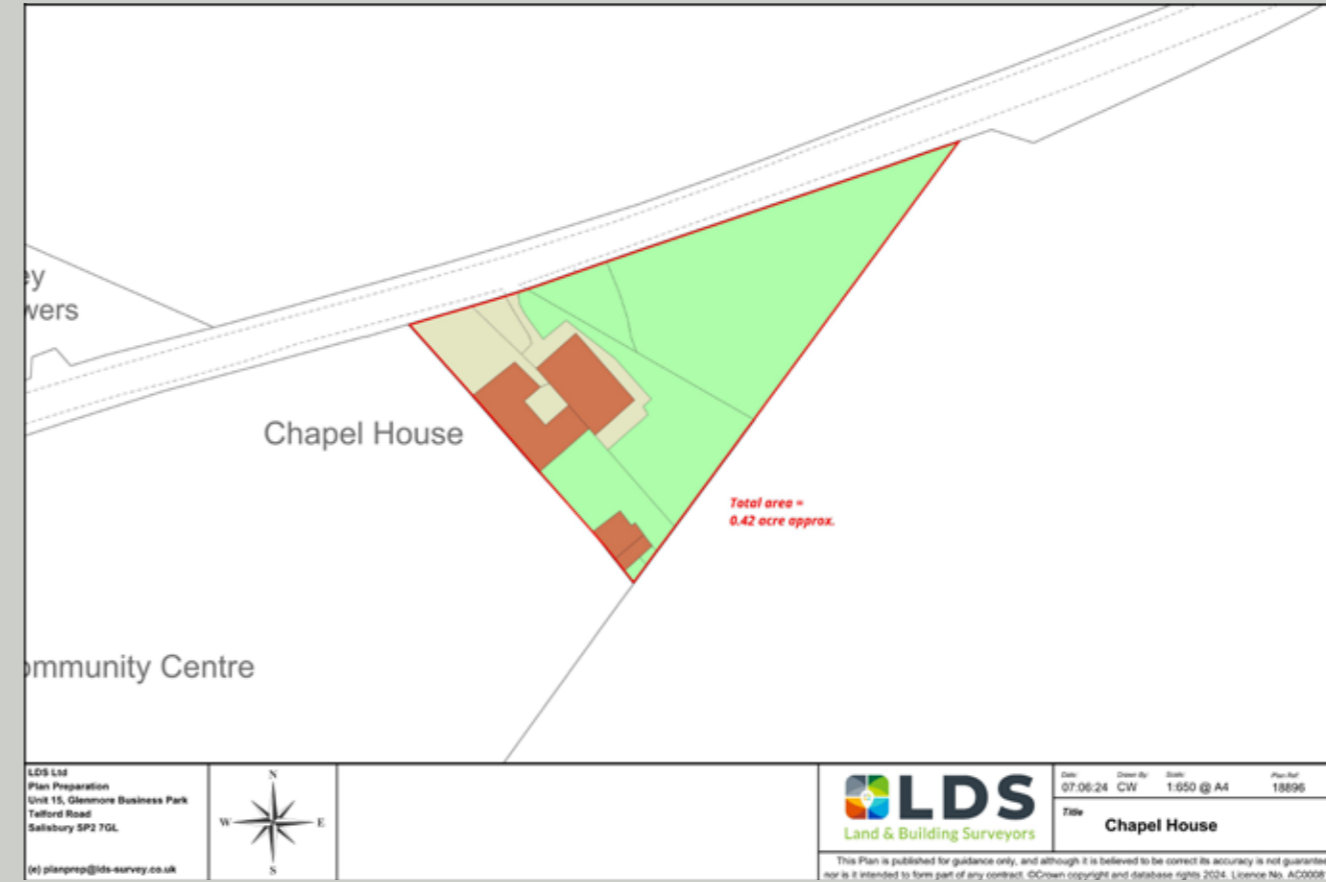 ey
wers
Chapel House
Total area =
0.42 acre approx.
ommunity Centre
LDS Ltd
Plan Preparation
Unit 15, Glenmore Business Park
Telford Road
Salisbury SP2 7GL
(e) planprep@lds-survey.co.uk
N
W E
S
LDS
Land & Building Surveyors
Date: Drawn By: Scale: Plan Ref
07:06:24 CW 1:650 @ A4 18896
Title
Chapel House
This Plan is published for guidance only, and although it is believed to be correct its accuracy is not guarantee
nor is it intended to form part of any contract. ©Crown copyright and database rights 2024. Licence No. AC00081